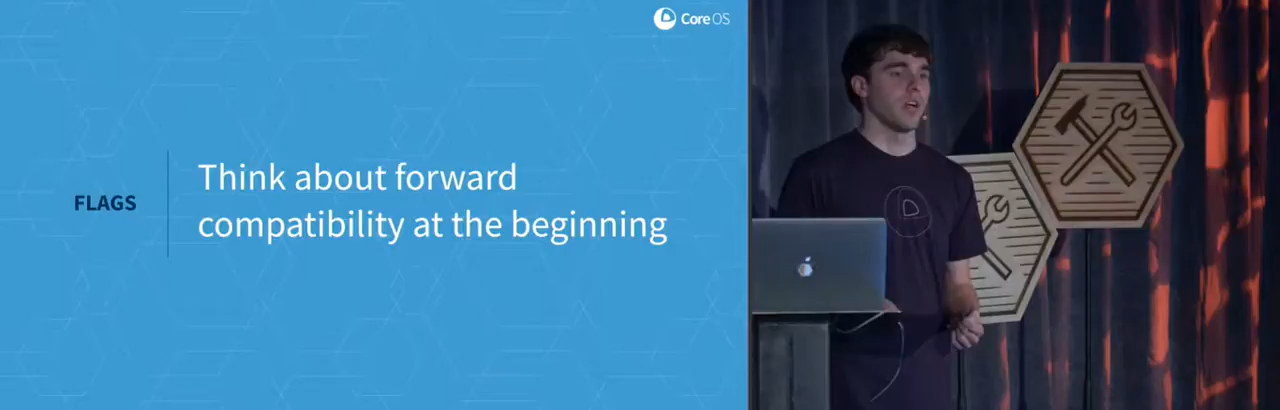 CoreOS
FLAGS
Think about forward
compatibility at the beginning